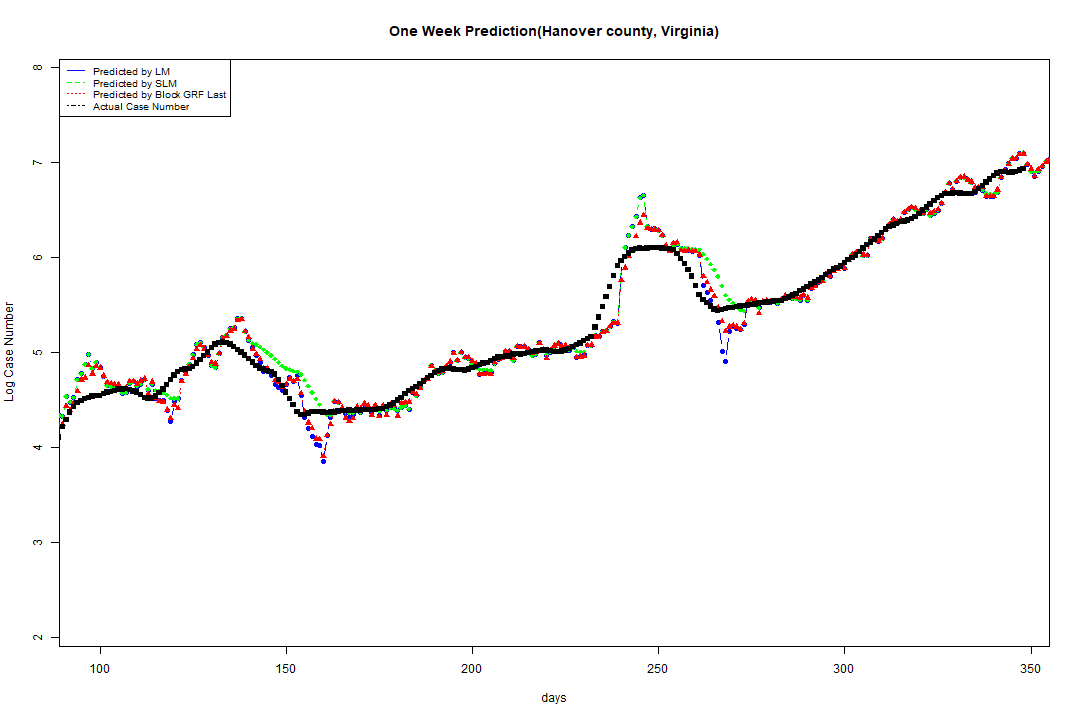 One Week Prediction(Hanover county, Virginia)
Predicted by LM
Predicted by SLM
Predicted by Block GRF Last
Actual Case Number
8
7
6
5
4
3
2
Log Case Number
100 150 200 250 300 350
days